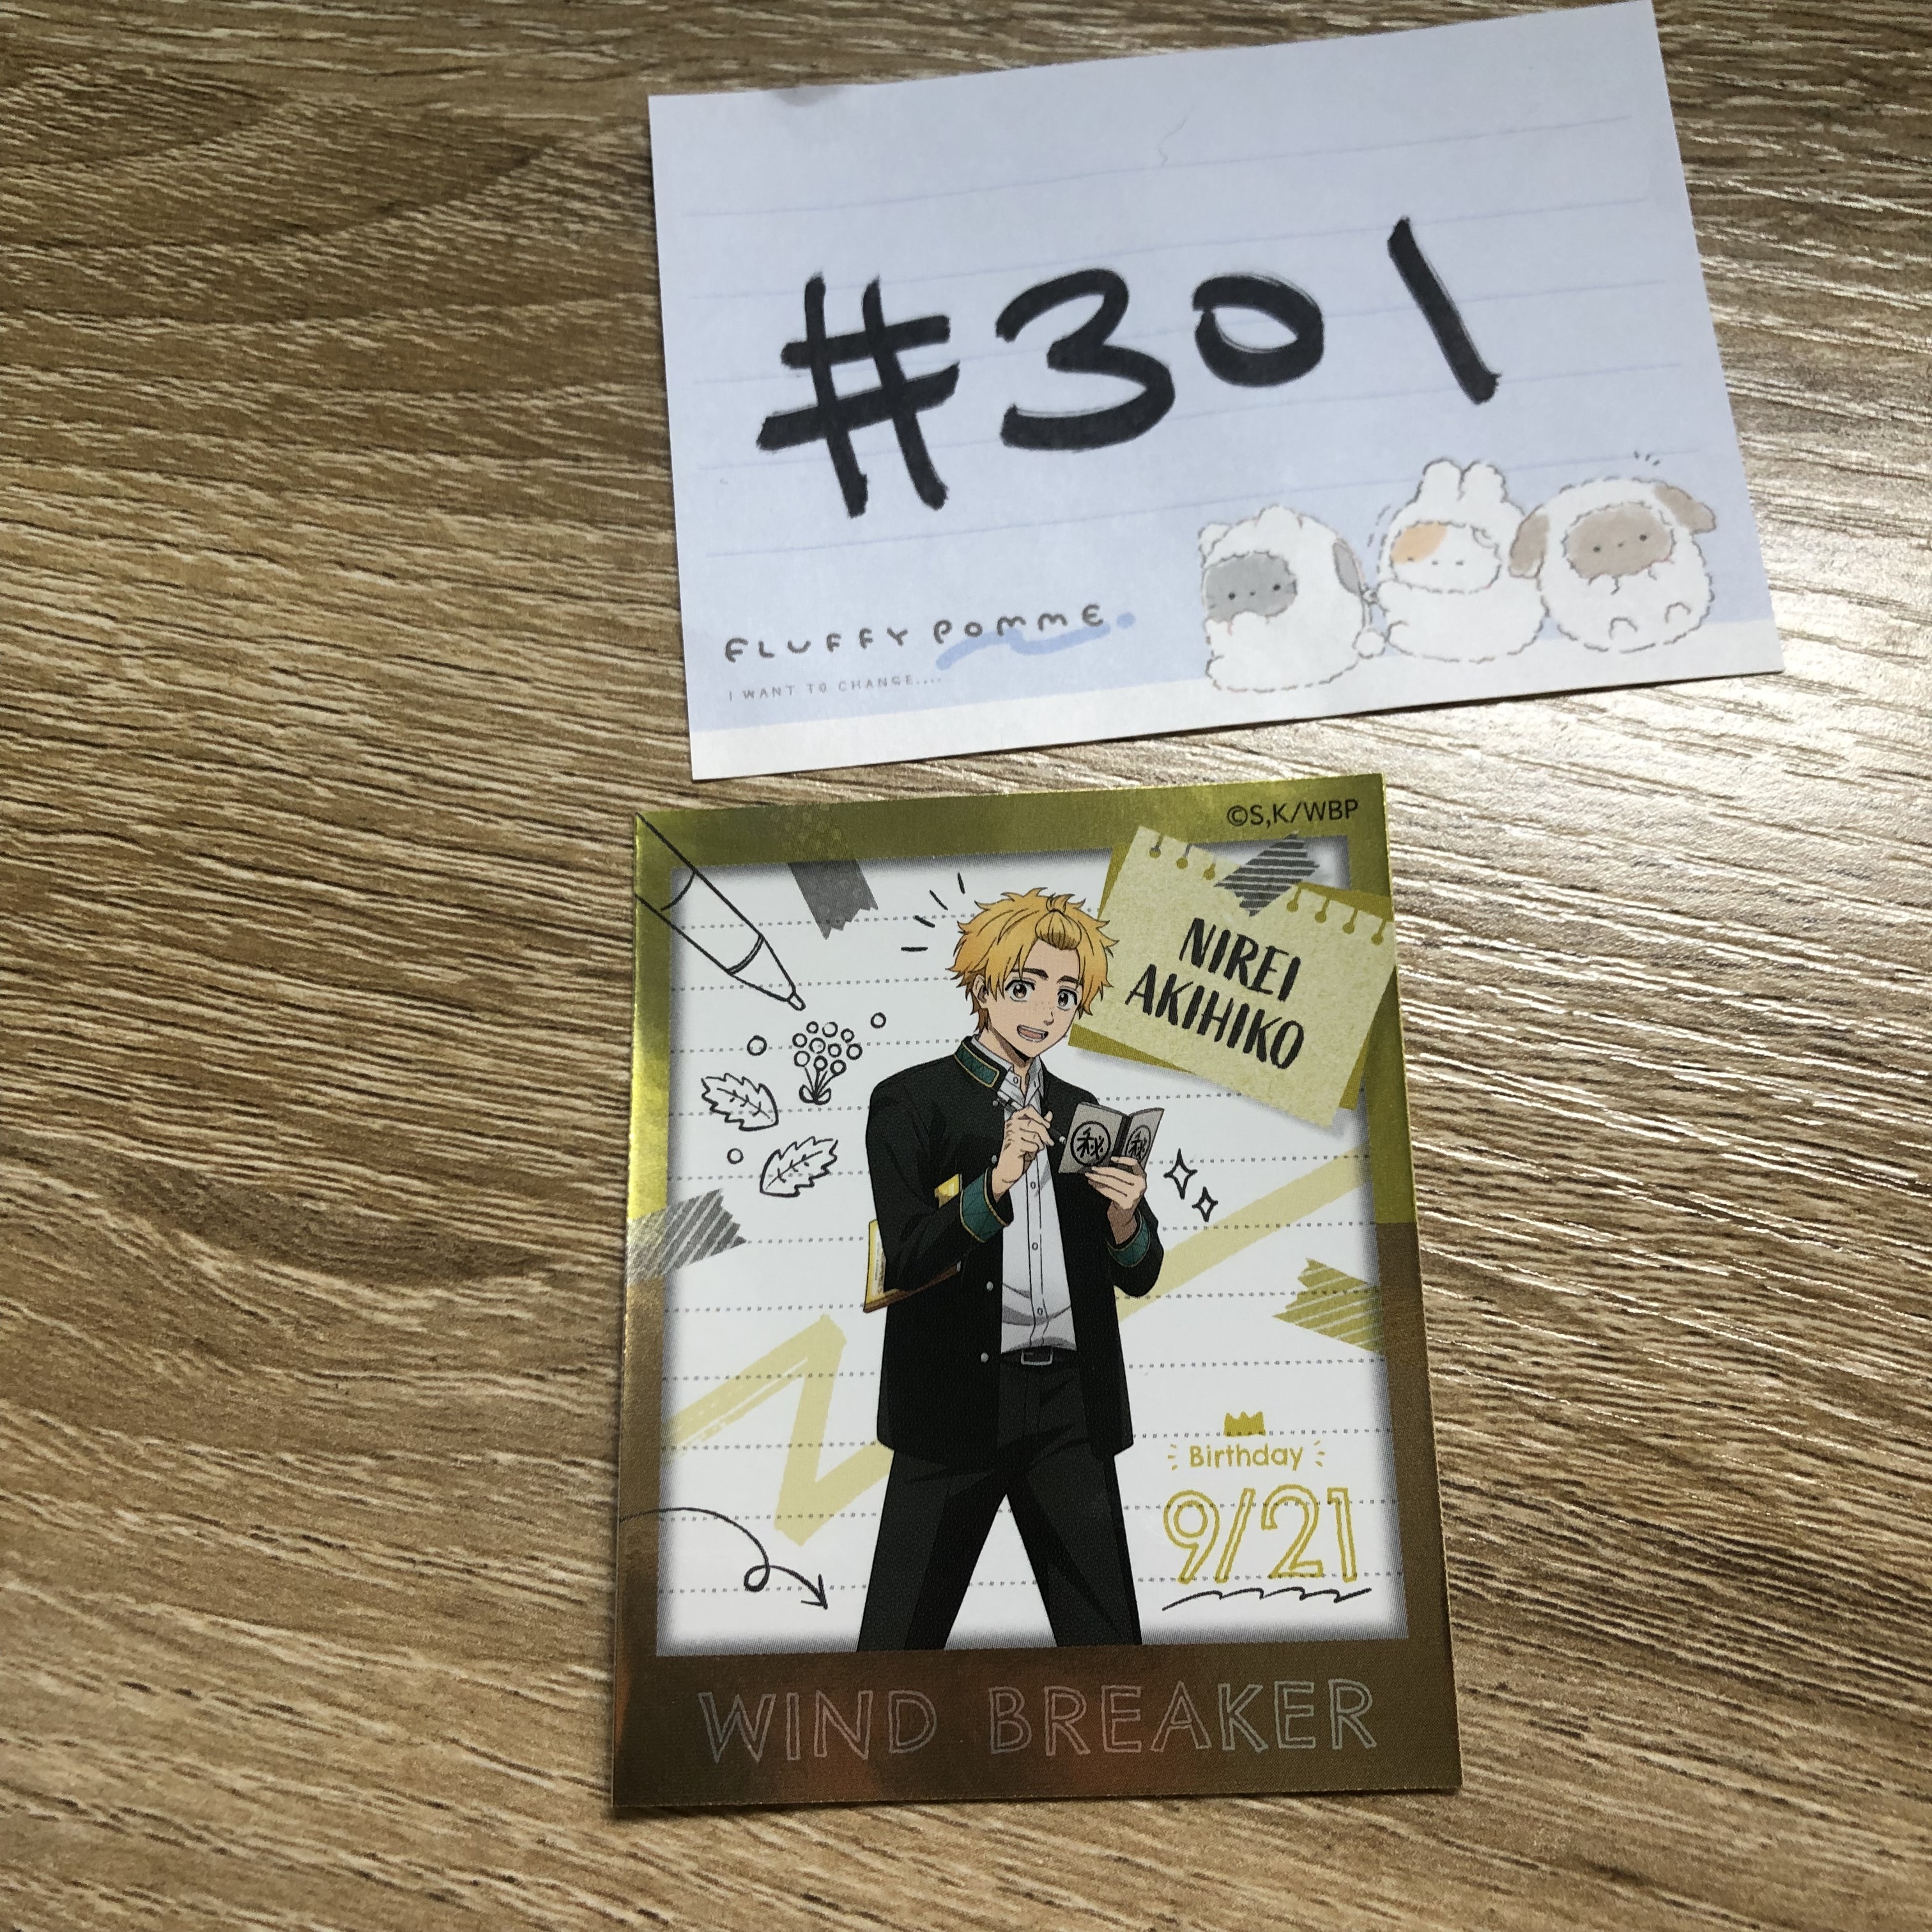 #301
FLUFFY POMME
I WANT TO CHANGE....
©S,K/WBP
NIREI
AKIHIKO
秘 秘
Birthday
9/21
WIND BREAKER